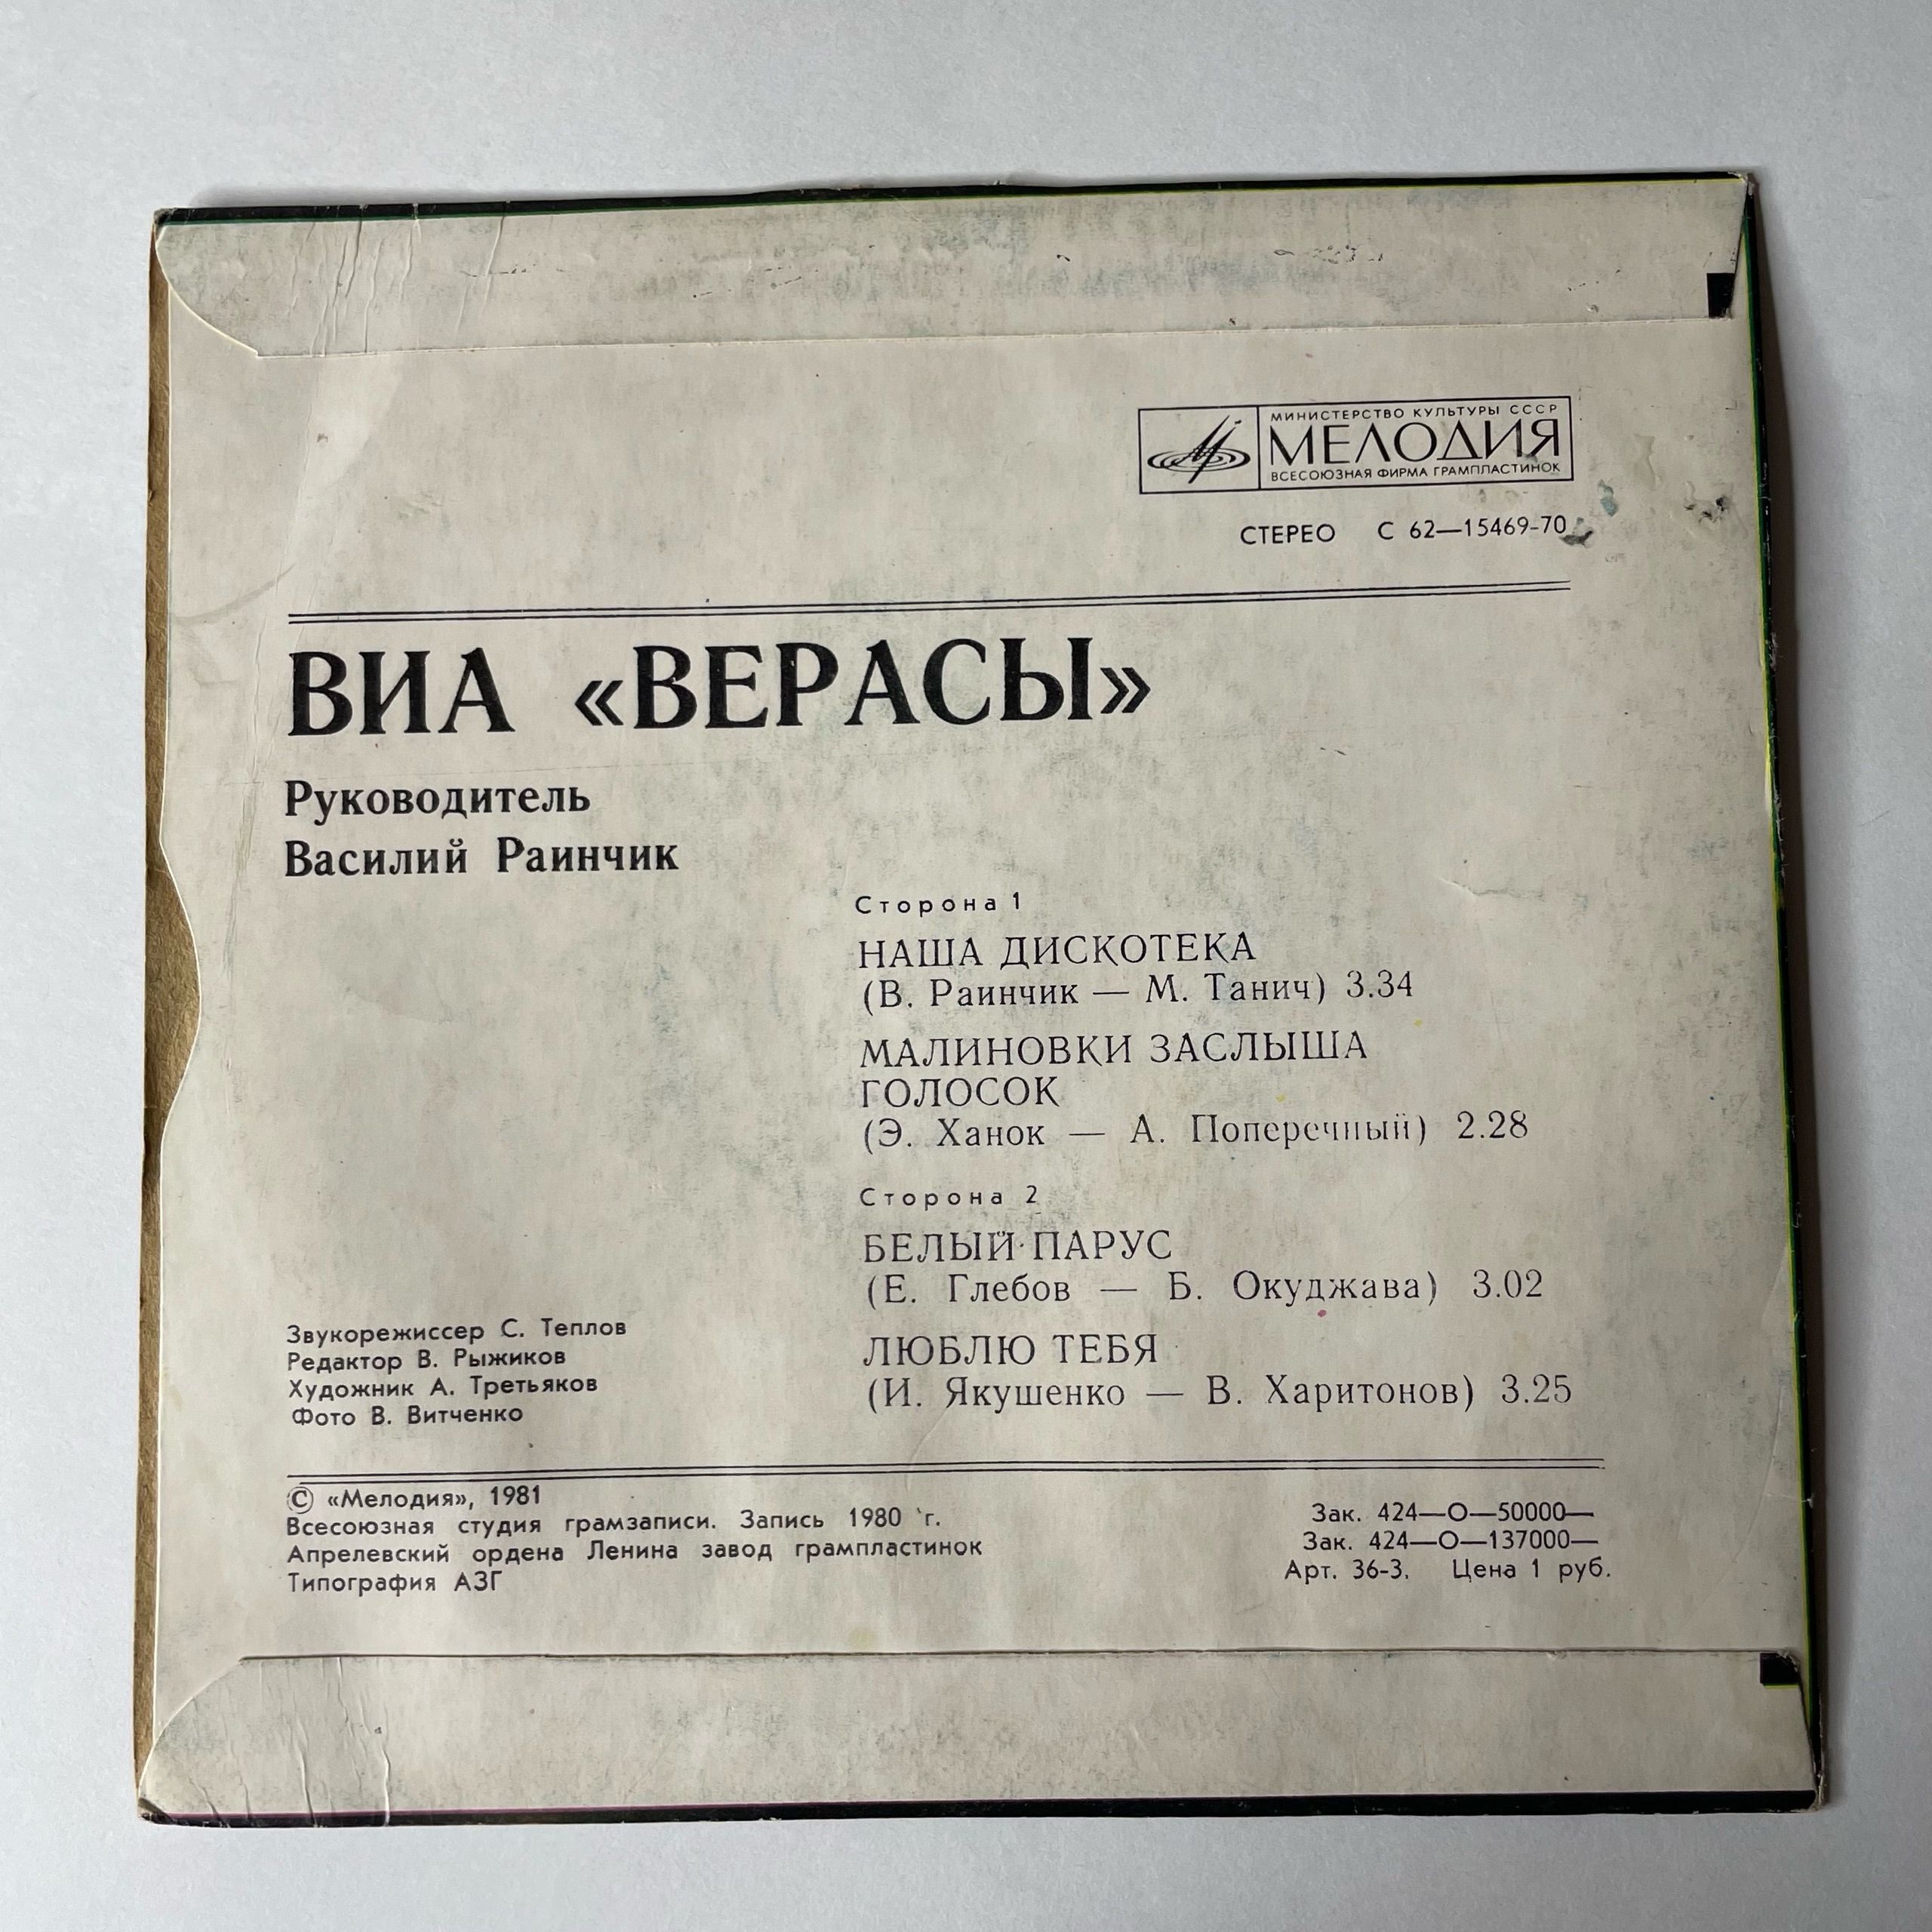 МИНИСТЕРСТВО КУЛЬТУРЫ СССР
МЕЛОДИЯ
ВСЕСОЮЗНАЯ ФИРМА ГРАМПЛАСТИНОК
СТЕРЕО С 62—15469-70
ВИА «ВЕРАСЫ»
Руководитель
Василий Раинчик
Сторона 1
НАША ДИСКОТЕКА
(В. Раинчик — М. Танич) 3.34
МАЛИНОВКИ ЗАСЛЫША
ГОЛОСОК
(Э. Ханок — А. Поперечный) 2.28
Сторона 2
БЕЛЫЙ ПАРУС
(Е. Глебов — Б. Окуджава) 3.02
ЛЮБЛЮ ТЕБЯ
(И. Якушенко — В. Харитонов) 3.25
Звукорежиссер С. Теплов
Редактор В. Рыжиков
Художник А. Третьяков
Фото В. Витченко
© «Мелодия», 1981
Всесоюзная студия грамзаписи. Запись 1980 г.
Апрелевский ордена Ленина завод грампластинок
Типография АЗГ
Зак. 424—О—50000—
Зак. 424—О—137000—
Арт. 36-3. Цена 1 руб.